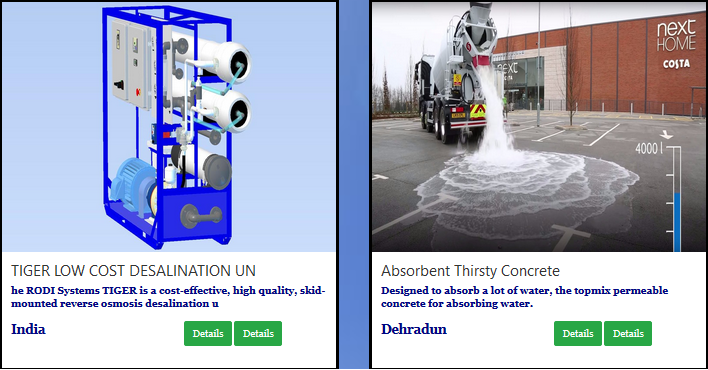 next
HOME
COSTA
next
4000 l
TIGER LOW COST DESALINATION UN
he RODI Systems TIGER is a cost-effective, high quality, skid-
mounted reverse osmosis desalination u
India
Details Details
Absorbent Thirsty Concrete
Designed to absorb a lot of water, the topmix permeable
concrete for absorbing water.
Dehradun
Details Details